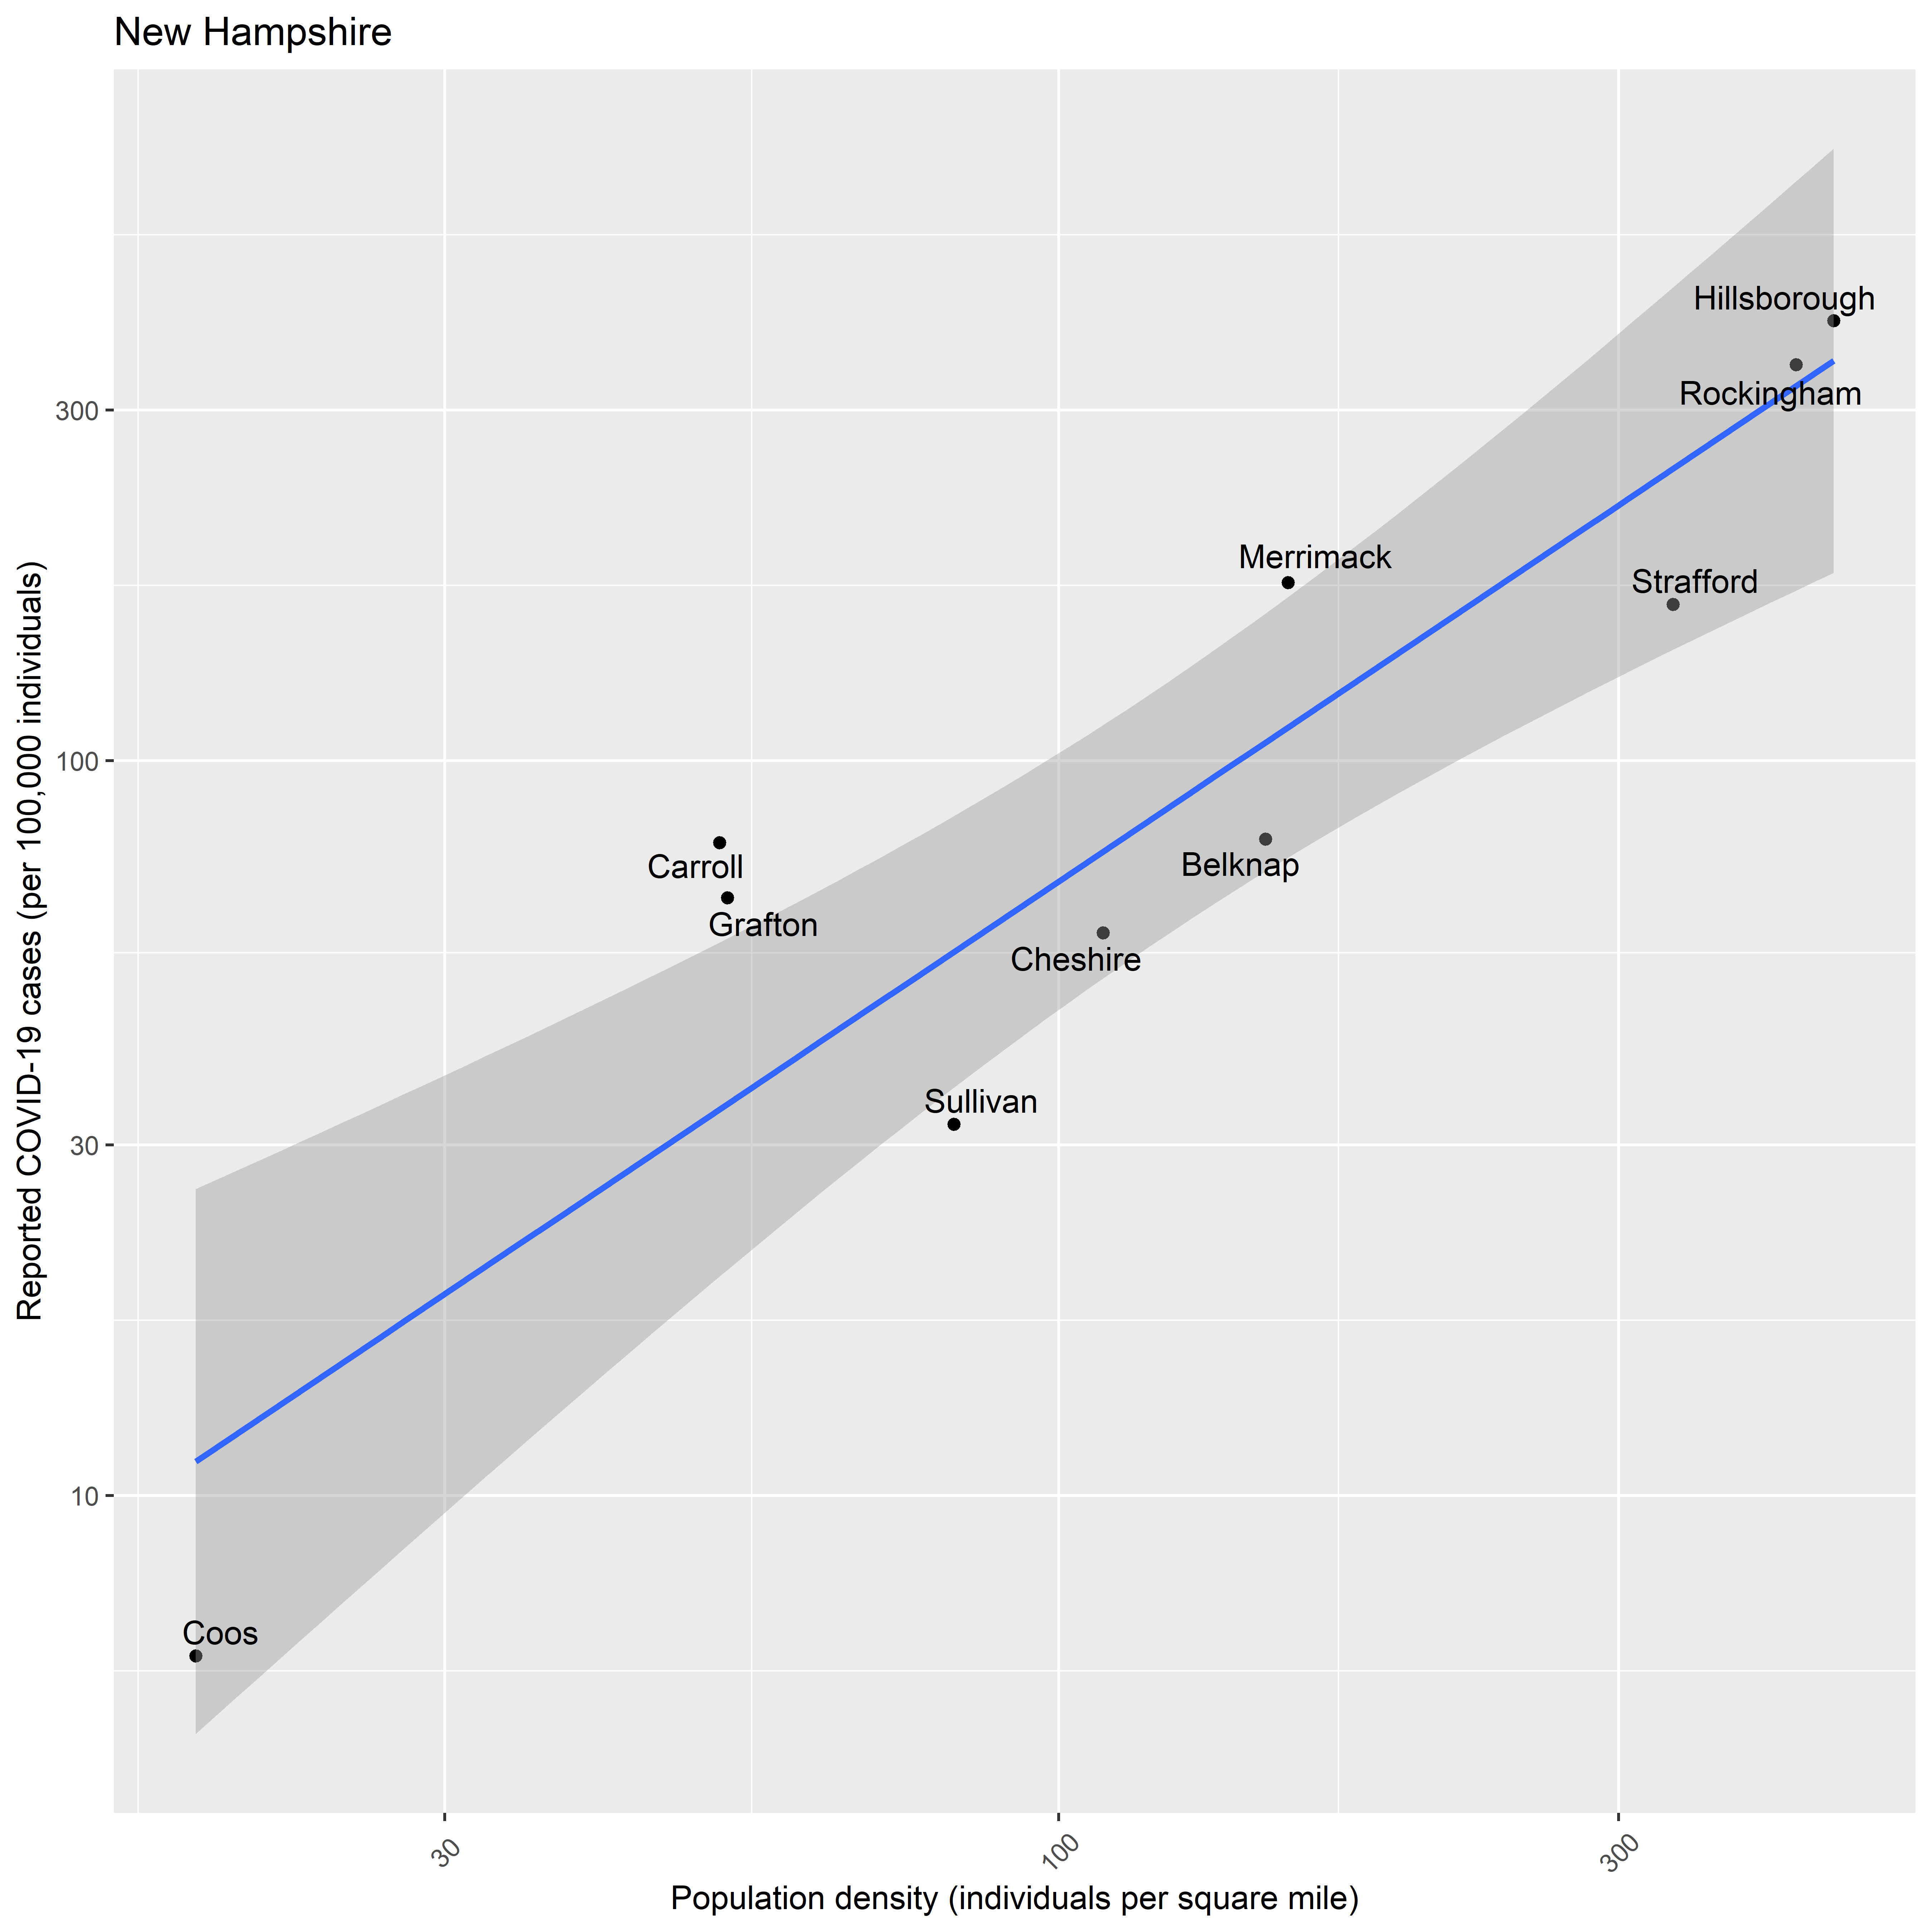 New Hampshire
Hillsborough
Rockingham
300
Merrimack
Strafford
100
Carroll
Belknap
Grafton
Cheshire
Sullivan
30
10
Coos
Reported COVID-19 cases (per 100,000 individuals)
30
100
300
Population density (individuals per square mile)